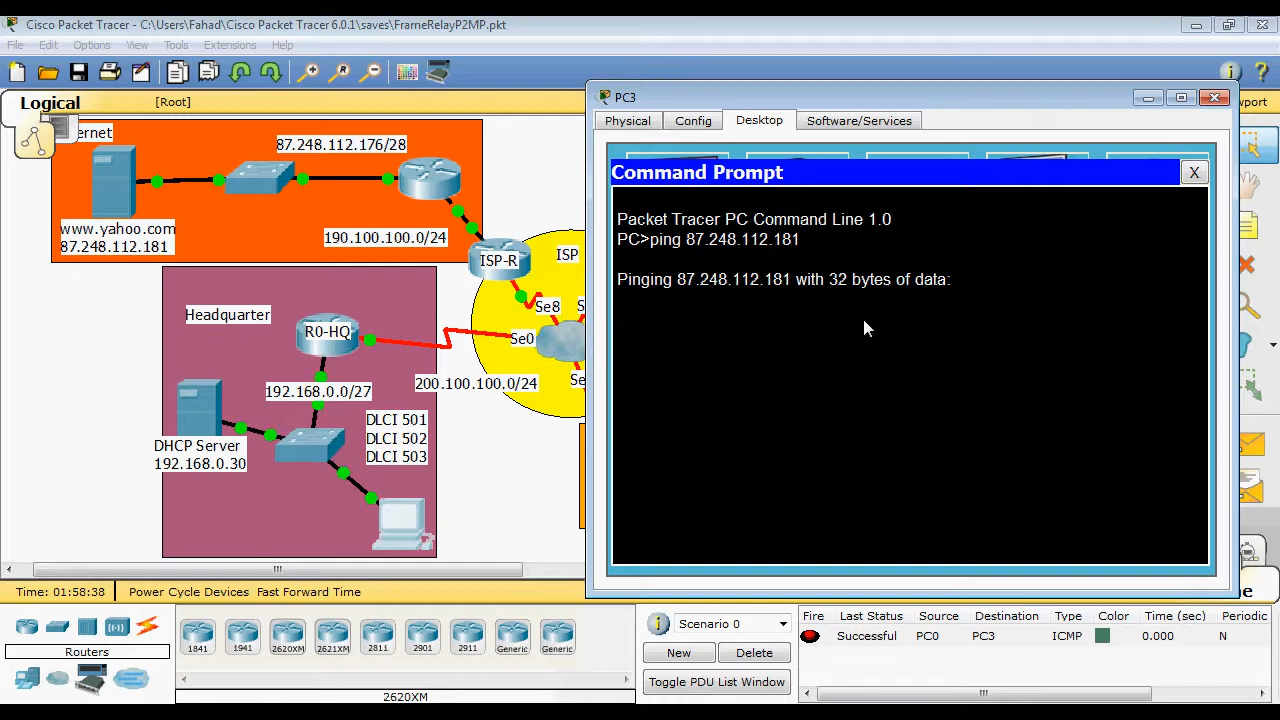 Cisco Packet Tracer - C:\Users\Fahad\Cisco Packet Tracer 6.0.1\saves\FrameRelayP2MP.pkt
File Edit Options View Tools Extensions Help
Logical
[Root]
ernet
87.248.112.176/28
www.yahoo.com
87.248.112.181
190.100.100.0/24
ISP-R
ISP
Se8
S
Headquarter
R0-HQ
Se0
Se
200.100.100.0/24
192.168.0.0/27
DLCI 501
DLCI 502
DLCI 503
DHCP Server
192.168.0.30
PC3
Physical Config Desktop Software/Services
Command Prompt
X
Packet Tracer PC Command Line 1.0
PC>ping 87.248.112.181
Pinging 87.248.112.181 with 32 bytes of data:
wport
Time: 01:58:38 Power Cycle Devices Fast Forward Time
Routers
1841 1941 2620XM 2621XM 2811 2901 2911 Generic Generic
2620XM
Scenario 0
New Delete
Toggle PDU List Window
Fire Last Status Source Destination Type Color Time (sec) Periodic
Successful PC0 PC3 ICMP 0.000 N